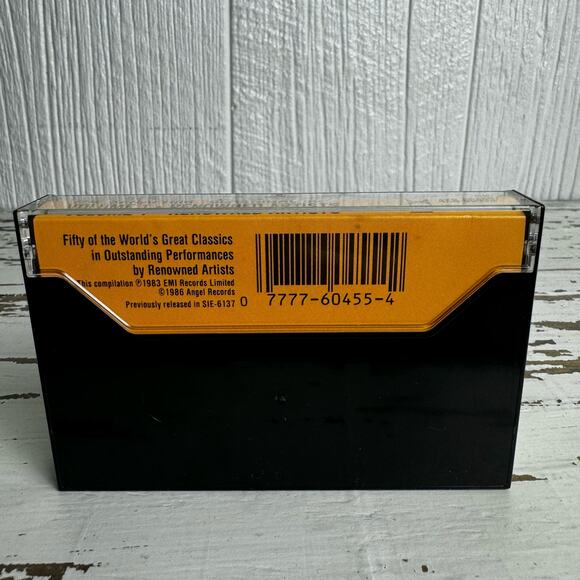 Fifty of the World's Great Classics
in Outstanding Performances
by Renowned Artists
This compilation ℗1983 EMI Records Limited
©1986 Angel Records
Previously released in SIE-6137
0 7777-60455-4